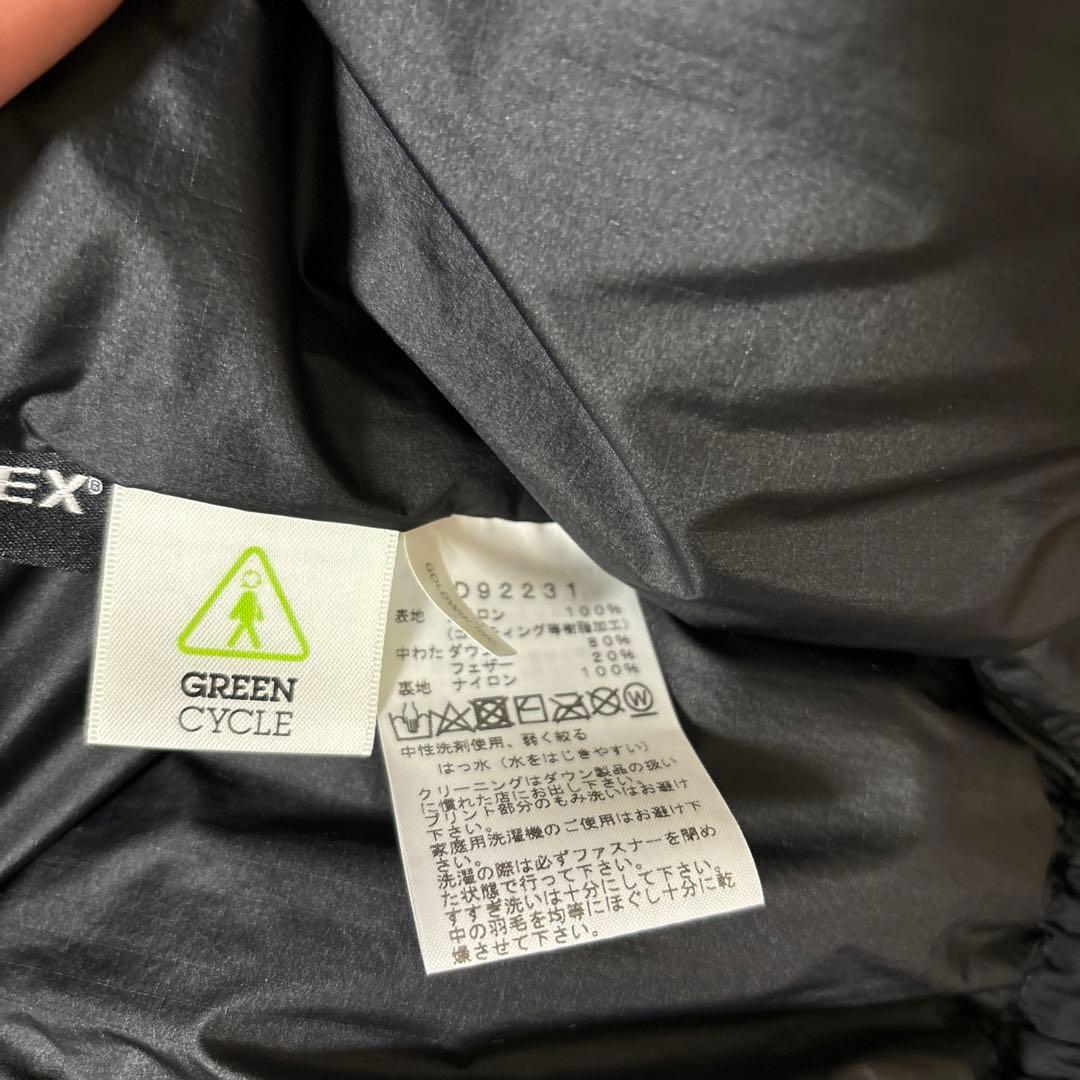 EX®
GREEN
CYCLE
GOLDWIN INC.
D92231
表地 ロン 100%
(コーティング等樹脂加工)
中わた ダウン 80%
フェザー 20%
裏地 ナイロン 100%
W
中性洗剤使用、弱く絞る
はっ水(水をはじきやすい)
クリーニングはダウン製品の扱い
に慣れた店にお出し下さい。
プリント部分のもみ洗いはお避け
下さい。
家庭用洗濯機のご使用はお避け下
さい。
洗濯の際は必ずファスナーを閉め
た状態で行って下さい。
すすぎ洗いは十分にして下さい。
中の羽毛を均等にほぐし十分に乾
燥させて下さい。